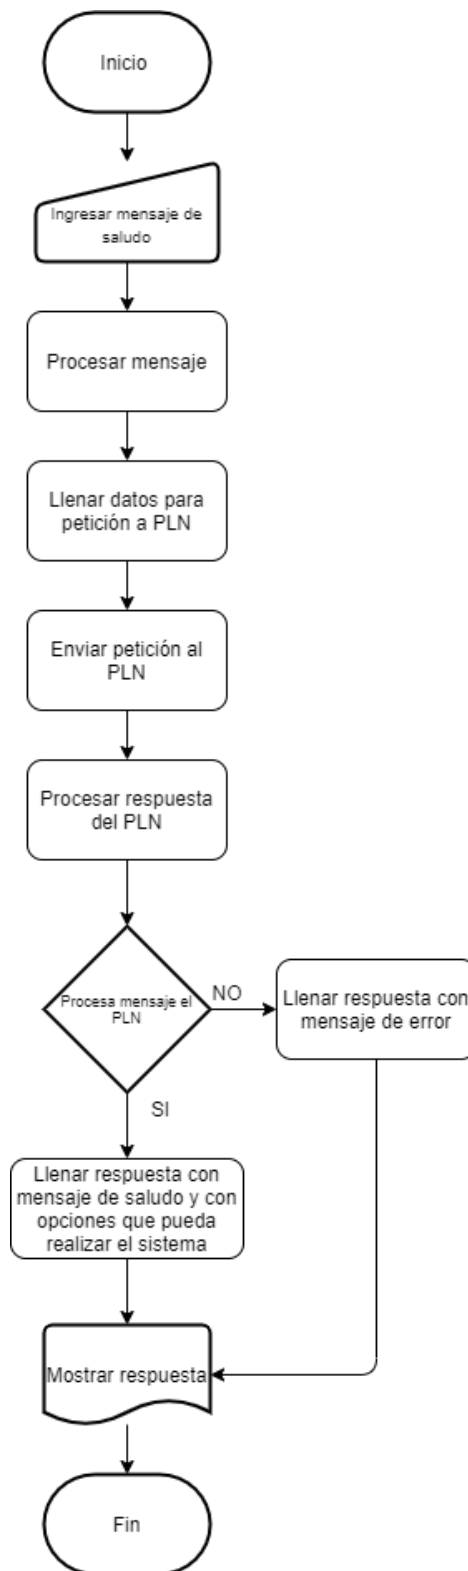 Inicio
Ingresar mensaje de
saludo
Procesar mensaje
Llenar datos para
petición a PLN
Enviar petición al
PLN
Procesar respuesta
del PLN
Procesa mensaje el
PLN
NO
Llenar respuesta con
mensaje de error
SI
Llenar respuesta con
mensaje de saludo y con
opciones que pueda
realizar el sistema
Mostrar respuesta
Fin